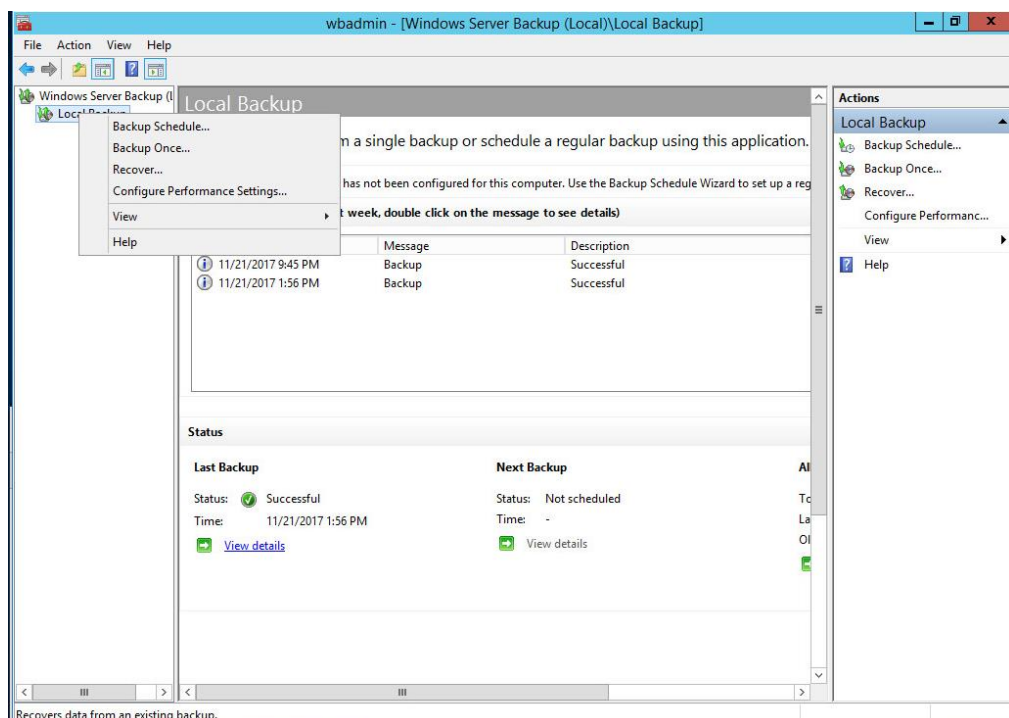 wbadmin - [Windows Server Backup (Local)\Local Backup]
File Action View Help
Windows Server Backup (L
Local Backup
Backup Schedule...
Backup Once...
Recover...
Configure Performance Settings...
View
Help
Local Backup
m a single backup or schedule a regular backup using this application.
has not been configured for this computer. Use the Backup Schedule Wizard to set up a reg
t week, double click on the message to see details)
Message Description
11/21/2017 9:45 PM Backup Successful
11/21/2017 1:56 PM Backup Successful
Status
Last Backup
Status: Successful
Time: 11/21/2017 1:56 PM
View details
Next Backup
Status: Not scheduled
Time: -
View details
Al
To
La
Ol
Actions
Local Backup
Backup Schedule...
Backup Once...
Recover...
Configure Performanc...
View
Help
Recovers data from an existing backup.